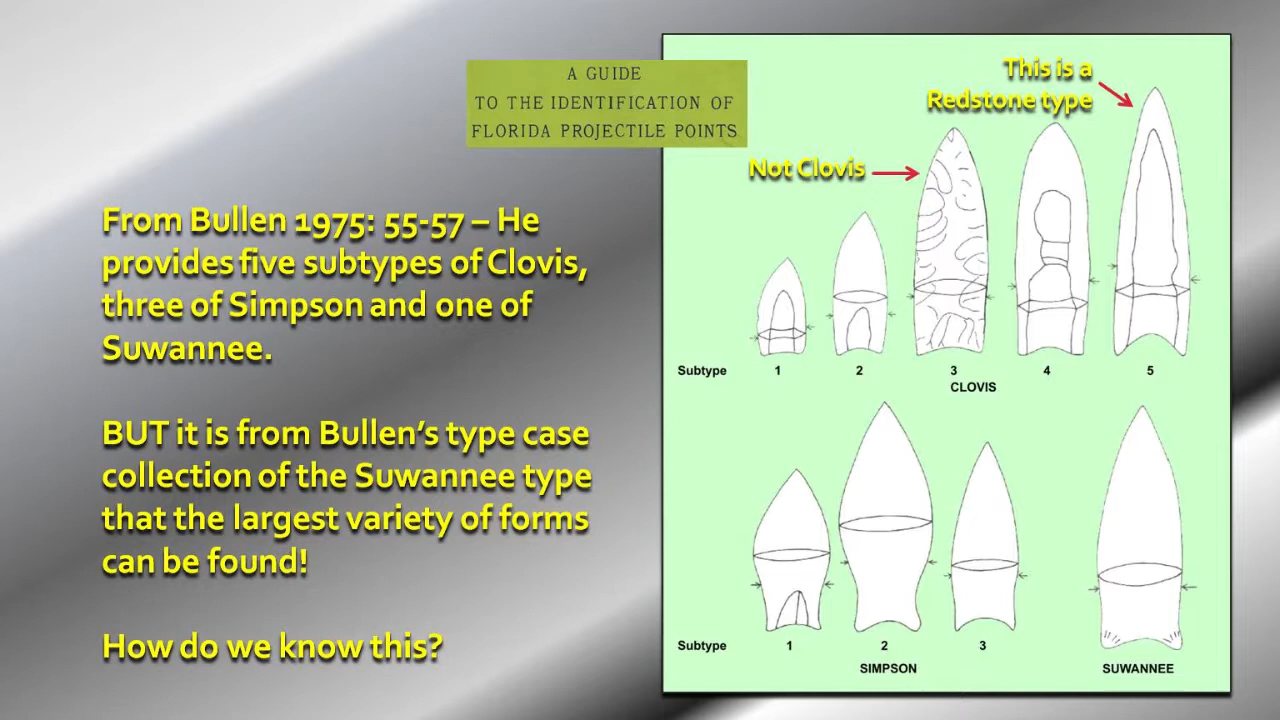 A GUIDE
TO THE IDENTIFICATION OF
FLORIDA PROJECTILE POINTS
From Bullen 1975: 55-57 – He
provides five subtypes of Clovis,
three of Simpson and one of
Suwannee.
BUT it is from Bullen’s type case
collection of the Suwannee type
that the largest variety of forms
can be found!
How do we know this?
This is a
Redstone type
Not Clovis
Subtype 1 2 3 4 5
CLOVIS
Subtype 1 2 3
SIMPSON SUWANNEE